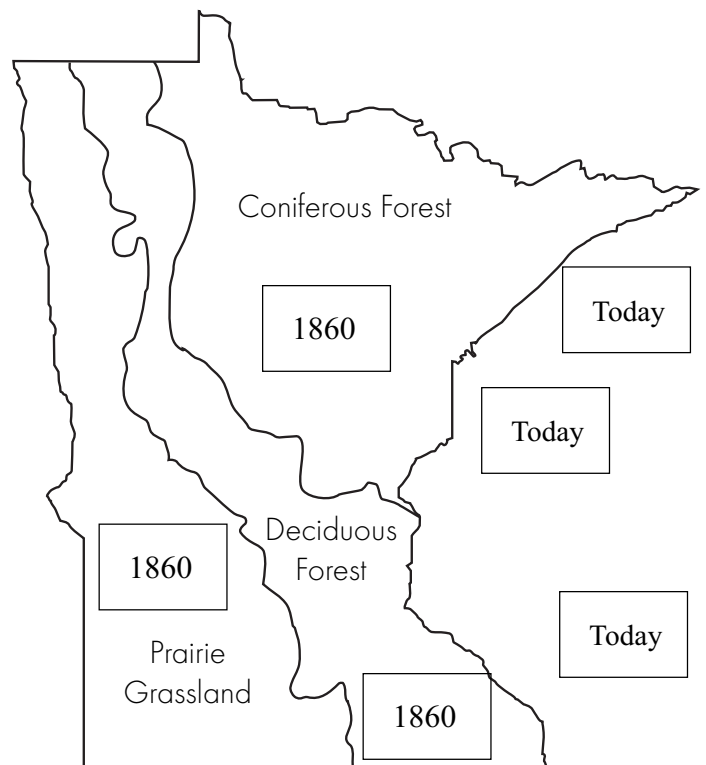 Coniferous Forest
1860
Today
Today
Deciduous
Forest
1860
Prairie
Grassland
Today
1860